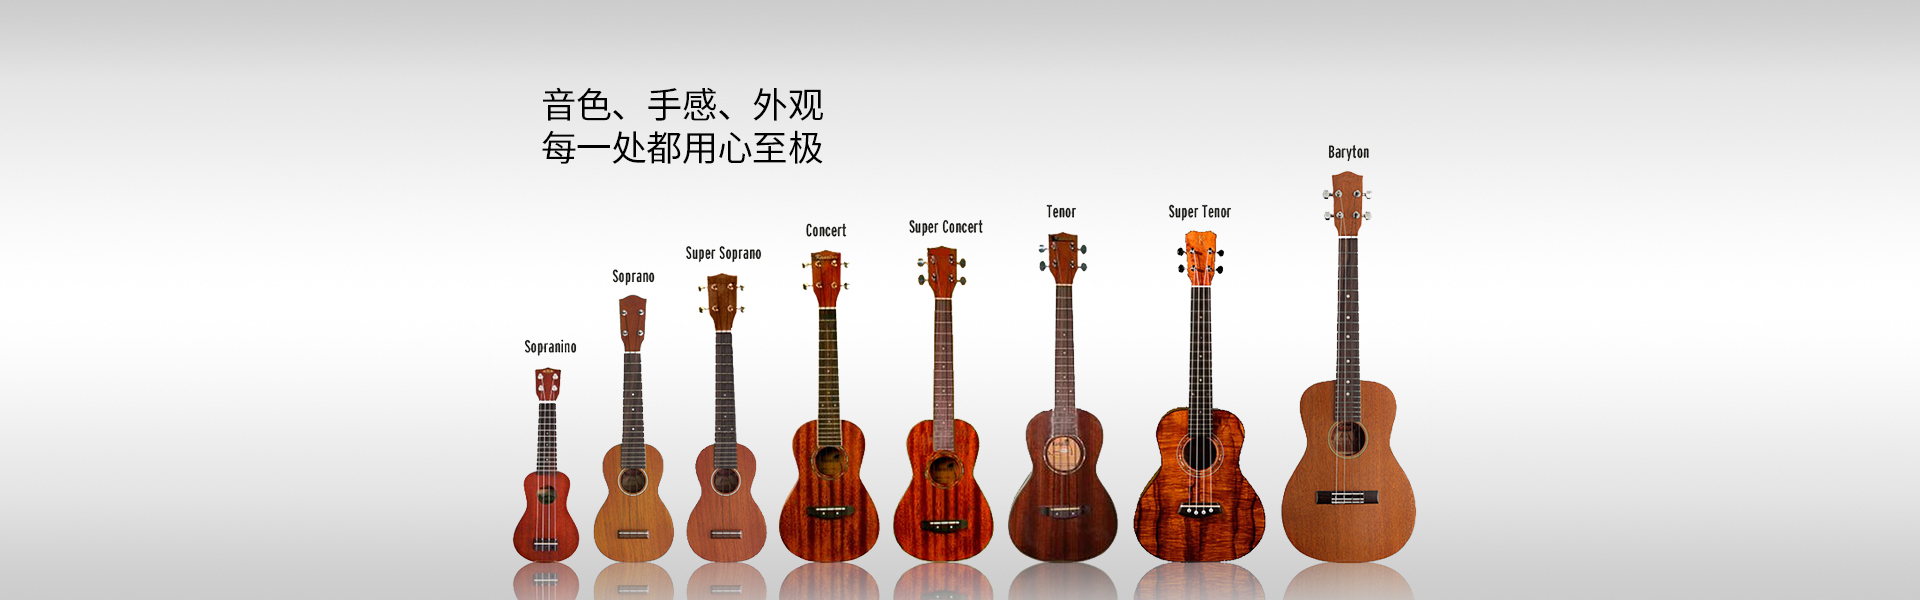 音色、手感、外观
每一处都用心至极
Baryton
Tenor
Super Tenor
Concert
Super Concert
Super Soprano
Soprano
Sopranino